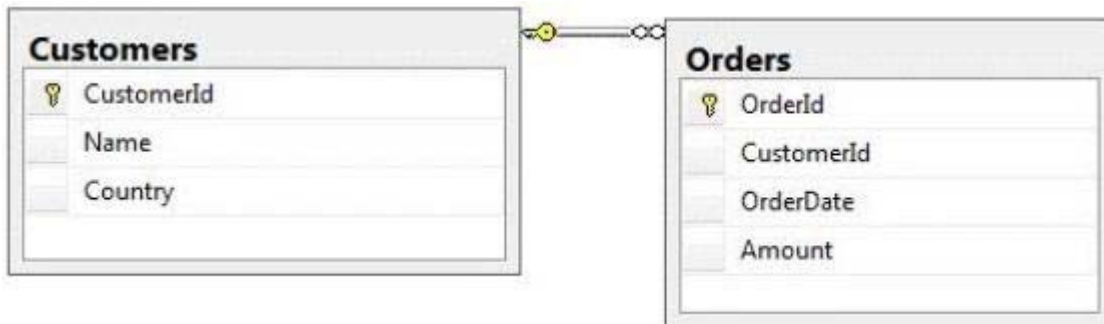 Customers
CustomerId
Name
Country
Orders
OrderId
CustomerId
OrderDate
Amount